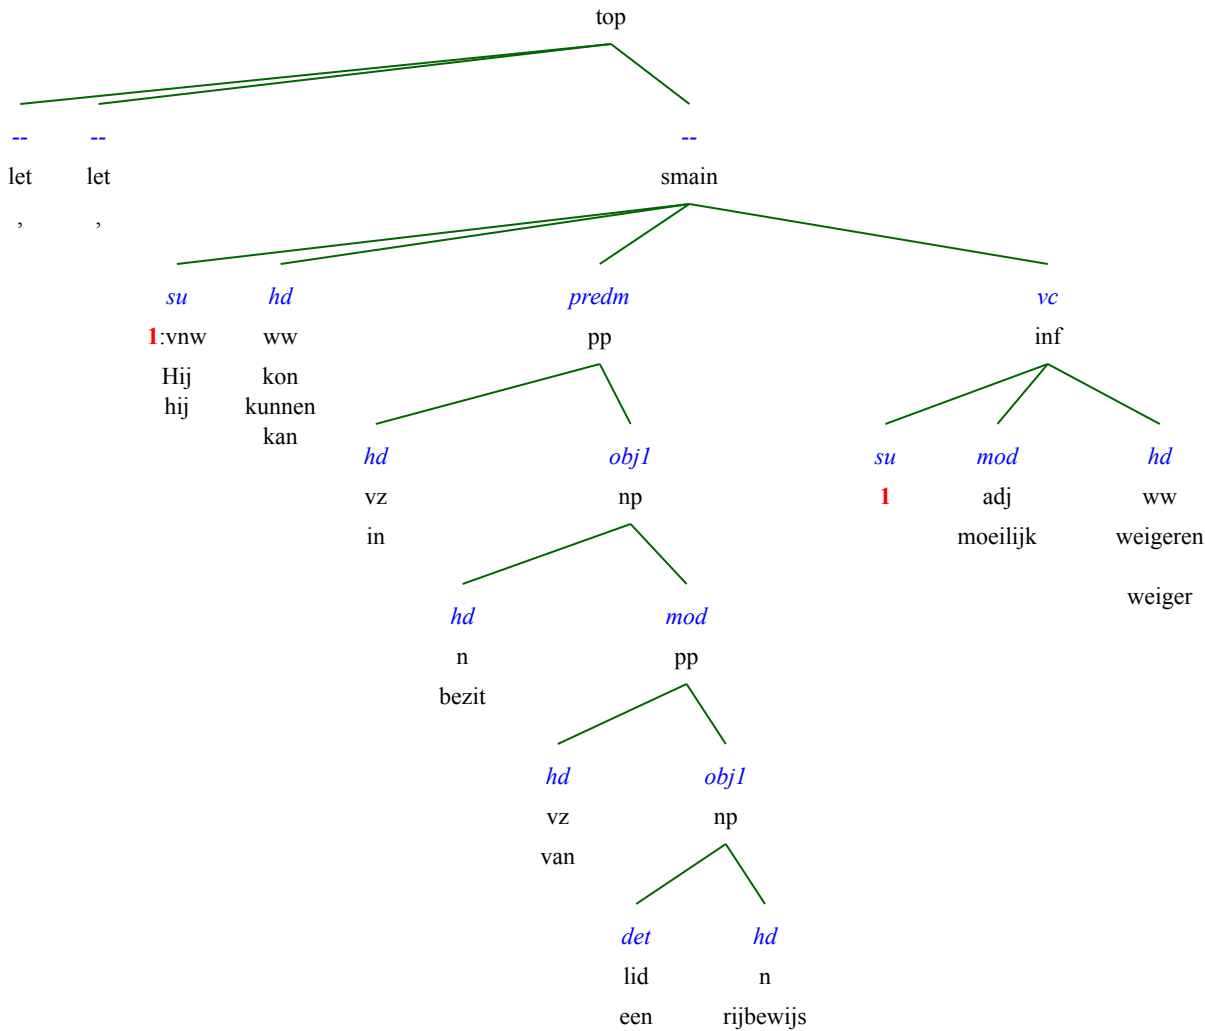 top
-- -- --
let let smain
, ,
su hd predm vc
1:vnw ww pp inf
Hij kon
hij kunnen
kan
hd obj1 su mod hd
vz np 1 adj ww
in moeilijk weigeren
weiger
hd mod
n pp
bezit
hd obj1
vz np
van
det hd
lid n
een rijbewijs